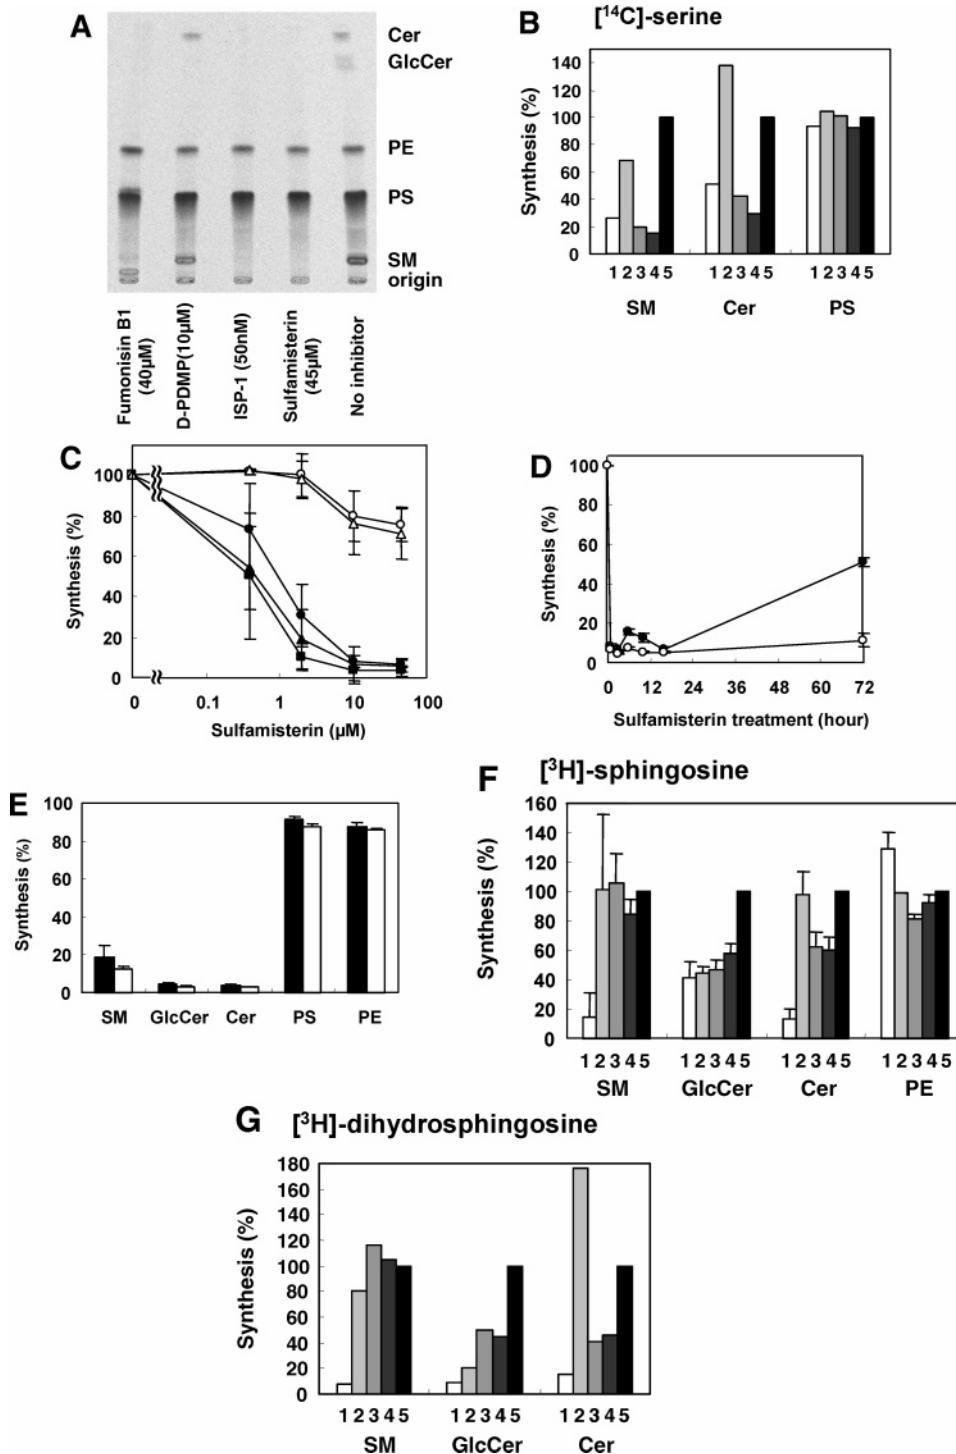 A
Cer
GlcCer
PE
PS
SM
origin
Fumonisin B1
(40µM)
D-PDMP(10µM)
ISP-1 (50nM)
Sulfamisterin
(45µM)
No inhibitor
B
[14C]-serine
Synthesis (%)
140
120
100
80
60
40
20
0
1 2 3 4 5
1 2 3 4 5
1 2 3 4 5
SM
Cer
PS
C
Synthesis (%)
100
80
60
40
20
0
0
0.1
1
10
100
Sulfamisterin (µM)
D
Synthesis (%)
100
80
60
40
20
0
0
12
24
36
48
60
72
Sulfamisterin treatment (hour)
E
Synthesis (%)
100
80
60
40
20
0
SM
GlcCer
Cer
PS
PE
F
[3H]-sphingosine
Synthesis (%)
160
140
120
100
80
60
40
20
0
1 2 3 4 5
1 2 3 4 5
1 2 3 4 5
1 2 3 4 5
SM
GlcCer
Cer
PE
G
[3H]-dihydrosphingosine
Synthesis (%)
180
160
140
120
100
80
60
40
20
0
1 2 3 4 5
1 2 3 4 5
1 2 3 4 5
SM
GlcCer
Cer